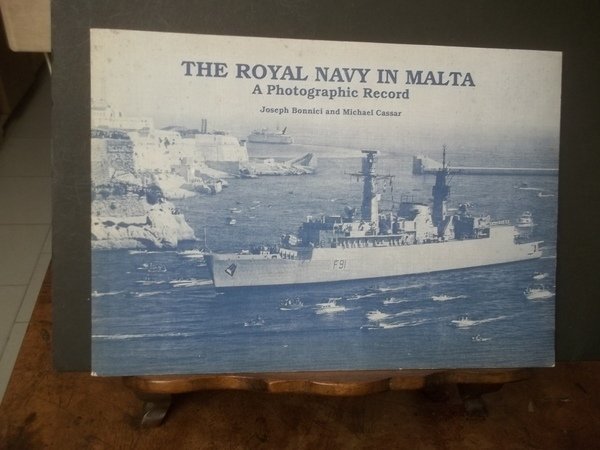 THE ROYAL NAVY IN MALTA
A Photographic Record
Joseph Bonnici and Michael Cassar
F91